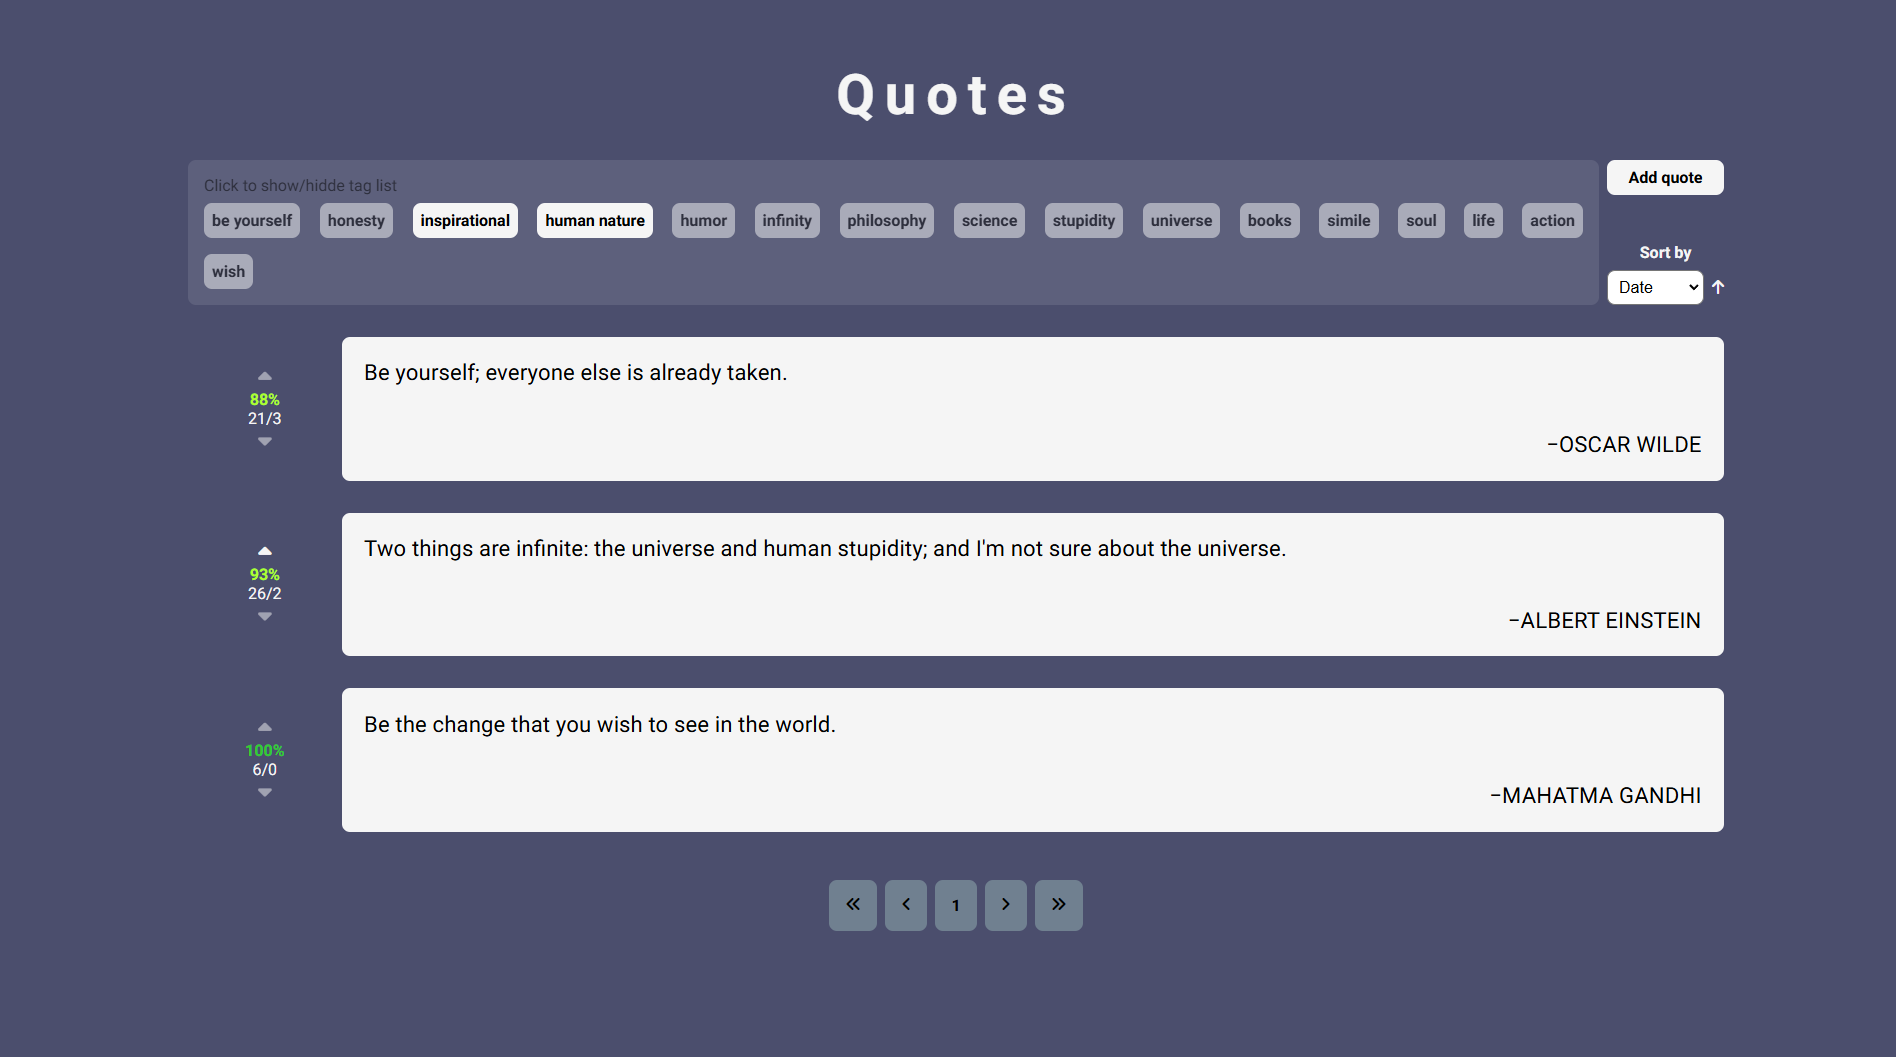 Quotes
Click to show/hidde tag list
Add quote
be yourself honesty inspirational human nature humor infinity philosophy science stupidity universe books simile soul life action
wish
Sort by
Date
Be yourself; everyone else is already taken.
88%
21/3
–OSCAR WILDE
Two things are infinite: the universe and human stupidity; and I'm not sure about the universe.
93%
26/2
–ALBERT EINSTEIN
Be the change that you wish to see in the world.
100%
6/0
–MAHATMA GANDHI
1